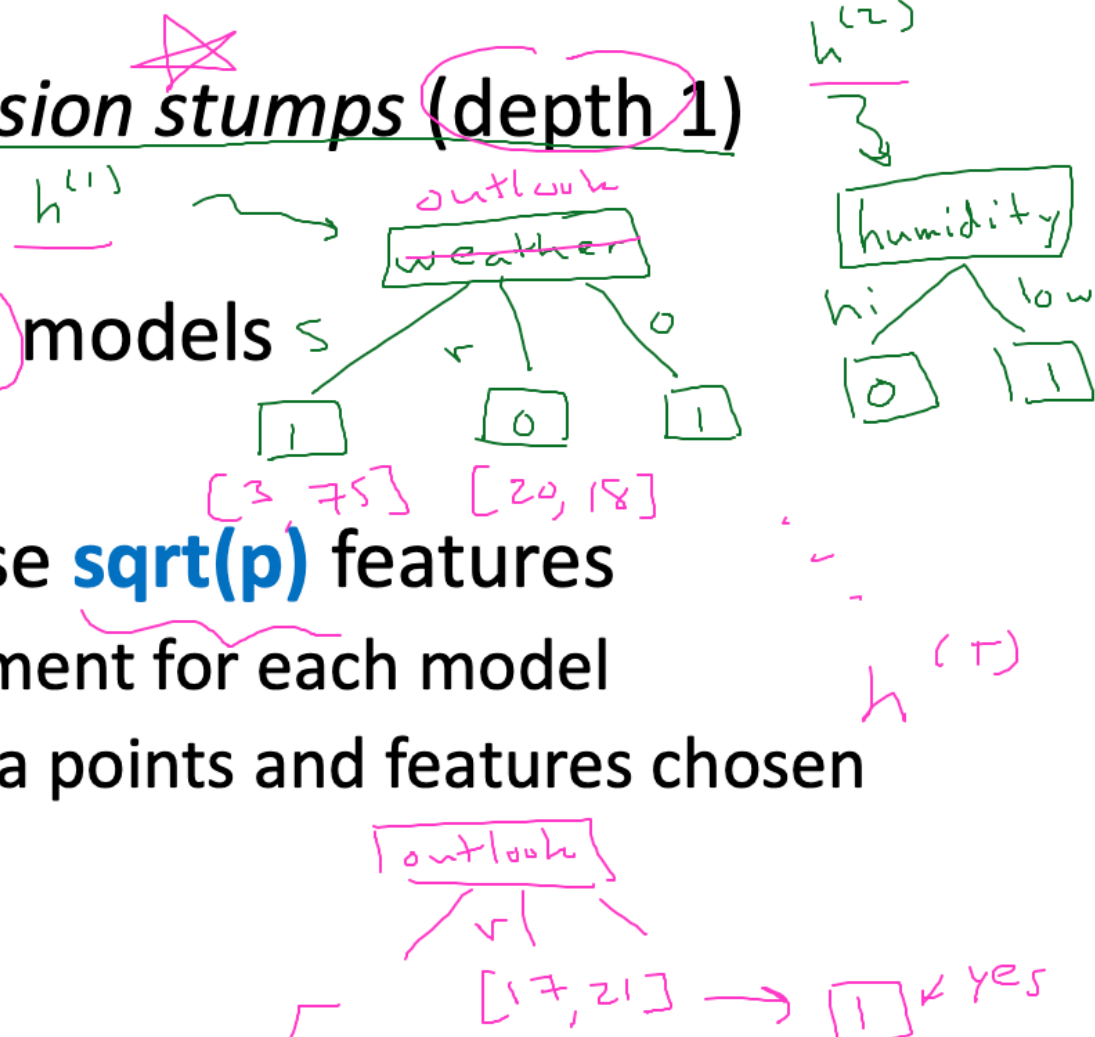 h(2)
sion stumps (depth 1)
h(1)
outlook
weather
humidity
hi
low
models
s
r
o
1
0
1
0
1
[3, 75]
[20, 18]
se sqrt(p) features
ment for each model
h(T)
a points and features chosen
outlook
r
[17, 21]
1
yes